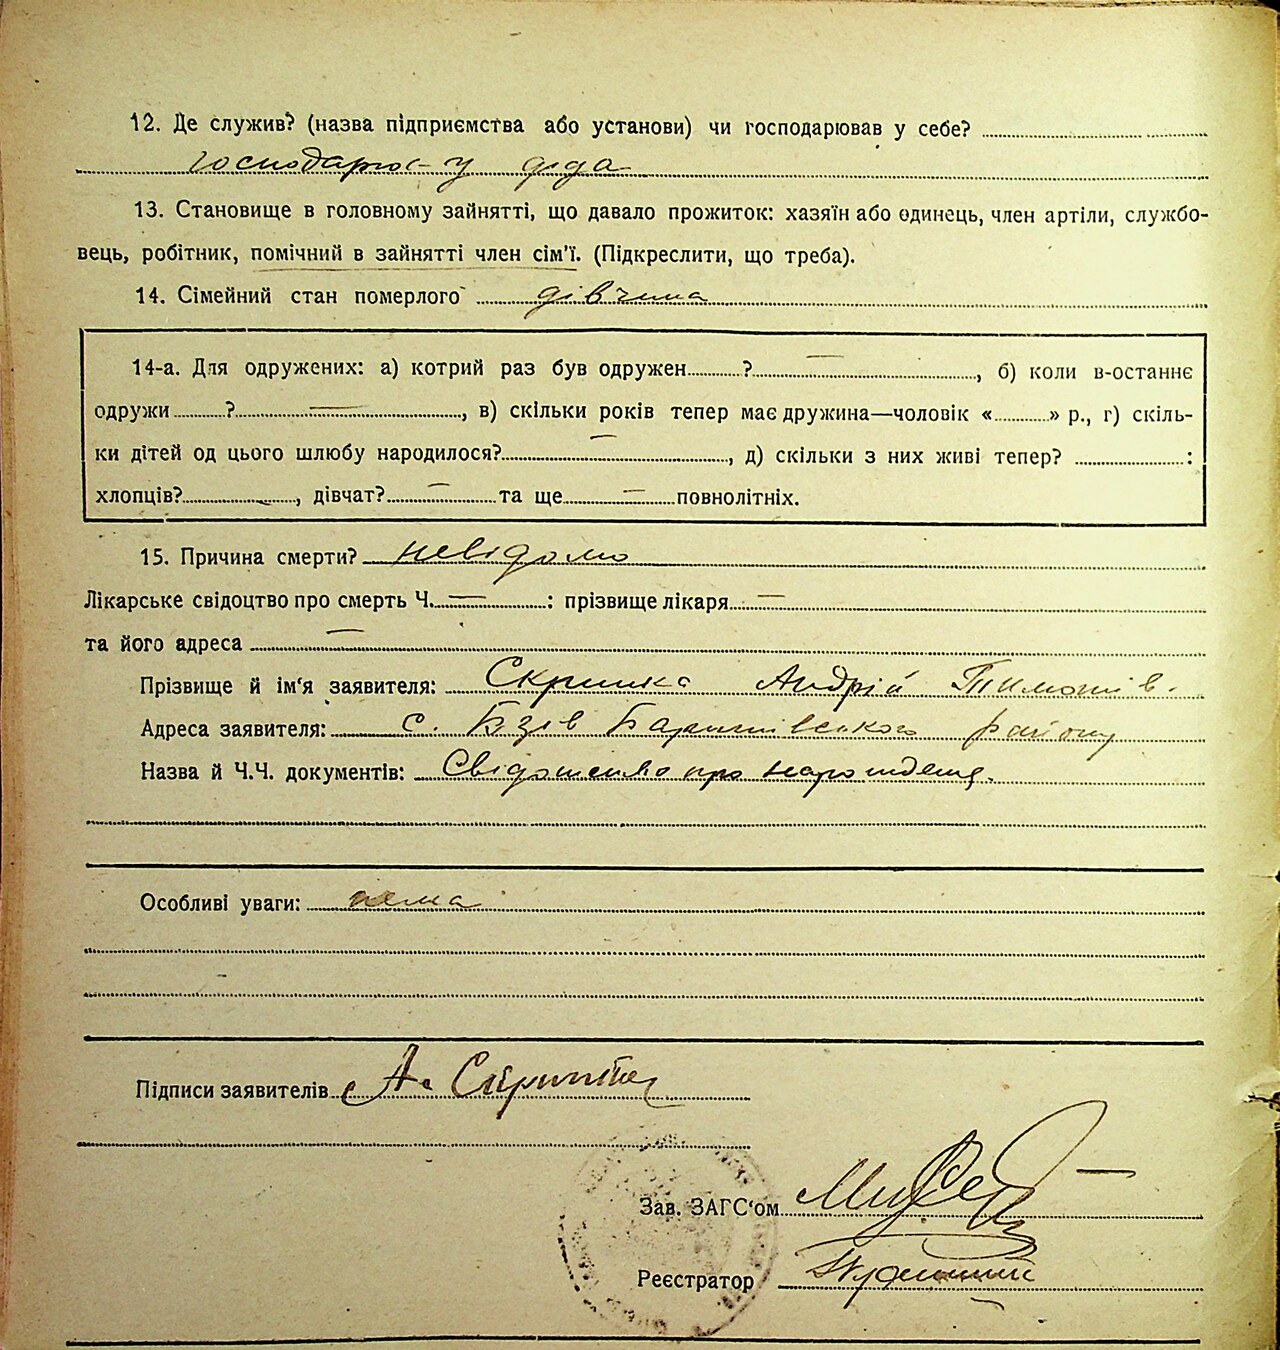 12. Де служив? (назва підприємства або установи) чи господарював у себе?
господарює у діда
13. Становище в головному зайнятті, що давало прожиток: хазяїн або одинець, член артіли, службо-
вець, робітник, помічний в зайнятті член сім'ї. (Підкреслити, що треба).
14. Сімейний стан померлого дівчина
14-а. Для одружених: а) котрий раз був одружен ? —, б) коли в-останнє
одружи ? —, в) скільки років тепер має дружина—чоловік « » р., г) скіль-
ки дітей од цього шлюбу народилося? —, д) скільки з них живі тепер? :
хлопців? —, дівчат? — та ще — повнолітніх.
15. Причина смерти? невідомо
Лікарське свідоцтво про смерть Ч. — : прізвище лікаря —
та його адреса —
Прізвище й ім'я заявителя: Скрипка Андрій Тимошів.
Адреса заявителя: с. Бзів Баришівського району
Назва й Ч.Ч. документів: про
Особливі уваги: нема
Підписи заявителів А. Скрипка
Зав. ЗАГС'ом
Реєстратор